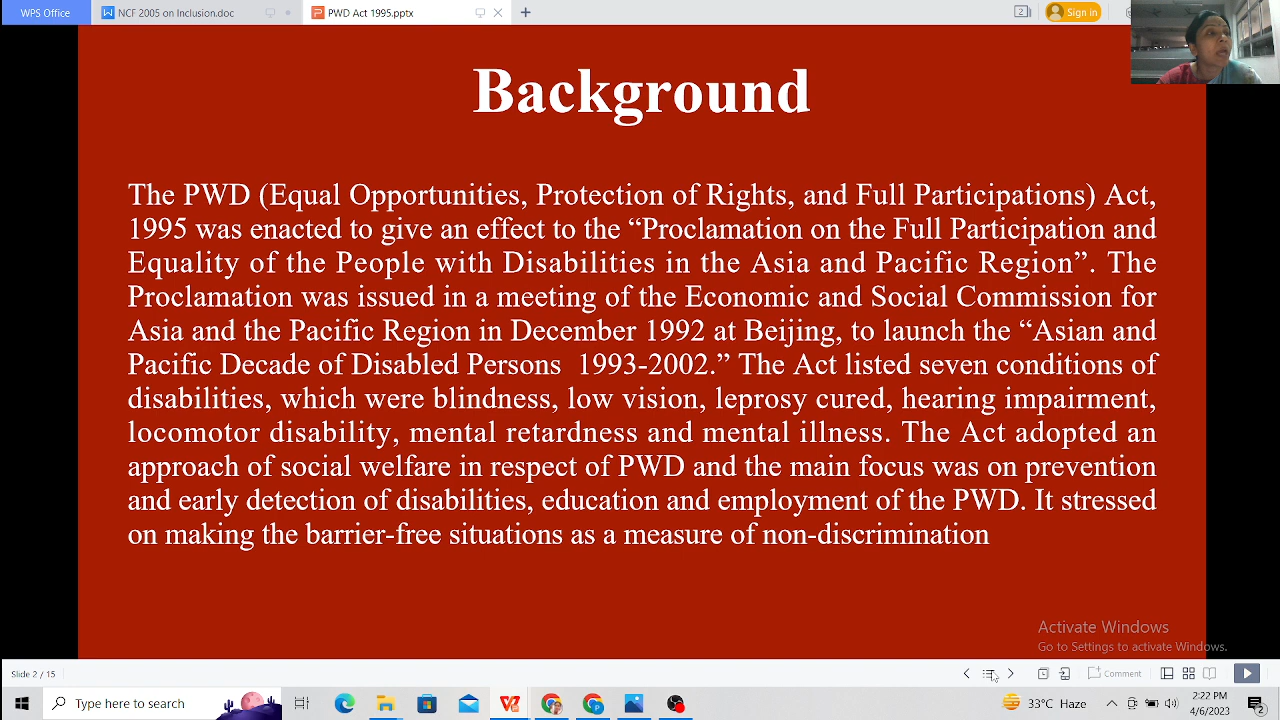 WPS Office
NCF 2005 on Inclusion.doc
PWD Act 1995.pptx
2
Sign in
Background
The PWD (Equal Opportunities, Protection of Rights, and Full Participations) Act,
1995 was enacted to give an effect to the “Proclamation on the Full Participation and
Equality of the People with Disabilities in the Asia and Pacific Region”. The
Proclamation was issued in a meeting of the Economic and Social Commission for
Asia and the Pacific Region in December 1992 at Beijing, to launch the “Asian and
Pacific Decade of Disabled Persons 1993-2002.” The Act listed seven conditions of
disabilities, which were blindness, low vision, leprosy cured, hearing impairment,
locomotor disability, mental retardness and mental illness. The Act adopted an
approach of social welfare in respect of PWD and the main focus was on prevention
and early detection of disabilities, education and employment of the PWD. It stressed
on making the barrier-free situations as a measure of non-discrimination
Activate Windows
Go to Settings to activate Windows.
Slide 2 / 15
Comment
Type here to search
33°C Haze
2:22 PM
4/6/2023
2